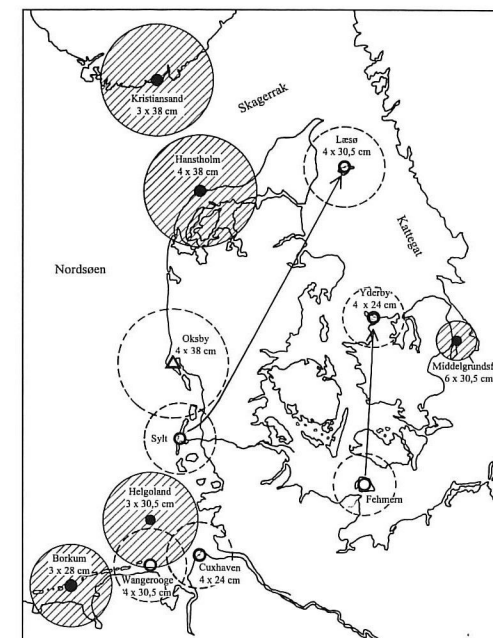 Kristiansand
3 x 38 cm
Skagerrak
Læsø
4 x 30,5 cm
Hanstholm
4 x 38 cm
Kattegat
Nordsøen
Yderby
4 x 24 cm
Oksby
4 x 38 cm
Middelgrundsf
6 x 30,5 cm
Sylt
Fehmern
Helgoland
3 x 30,5 cm
Borkum
3 x 28 cm
Wangerooge
4 x 30,5 cm
Cuxhaven
4 x 24 cm